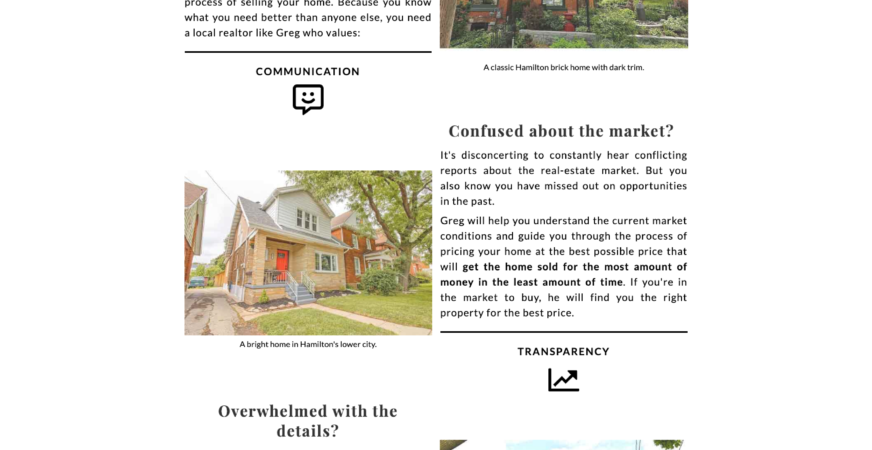 process of selling your home. Because you know
what you need better than anyone else, you need
a local realtor like Greg who values:
COMMUNICATION
A bright home in Hamilton's lower city.
Overwhelmed with the
details?
A classic Hamilton brick home with dark trim.
Confused about the market?
It's disconcerting to constantly hear conflicting
reports about the real-estate market. But you
also know you have missed out on opportunities
in the past.
Greg will help you understand the current market
conditions and guide you through the process of
pricing your home at the best possible price that
will get the home sold for the most amount of
money in the least amount of time. If you're in
the market to buy, he will find you the right
property for the best price.
TRANSPARENCY